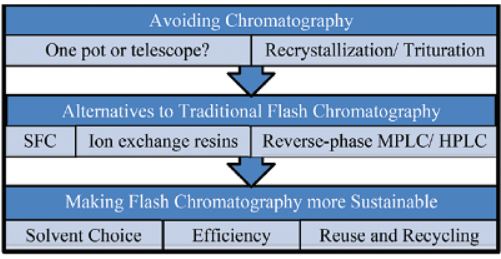 Avoiding Chromatography
One pot or telescope? Recrystallization/ Trituration
Alternatives to Traditional Flash Chromatography
SFC Ion exchange resins Reverse-phase MPLC/ HPLC
Making Flash Chromatography more Sustainable
Solvent Choice Efficiency Reuse and Recycling